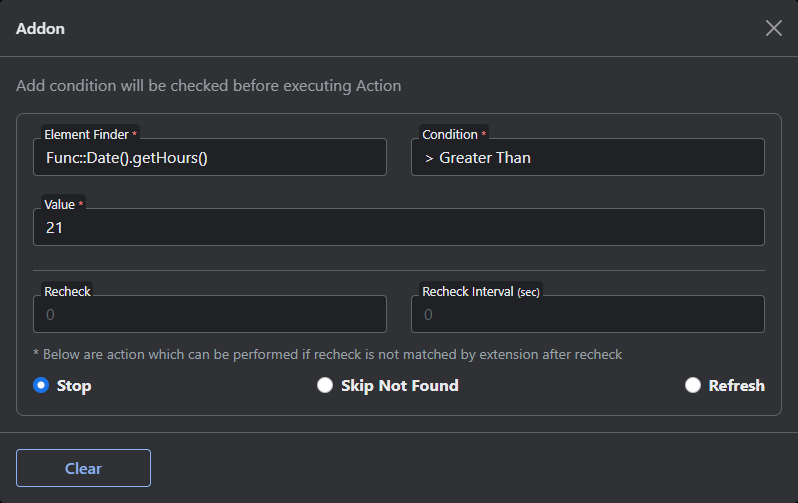 Addon
Add condition will be checked before executing Action
Element Finder *
Func::Date().getHours()
Condition *
> Greater Than
Value *
21
Recheck
0
Recheck Interval (sec)
0
* Below are action which can be performed if recheck is not matched by extension after recheck
Stop
Skip Not Found
Refresh
Clear